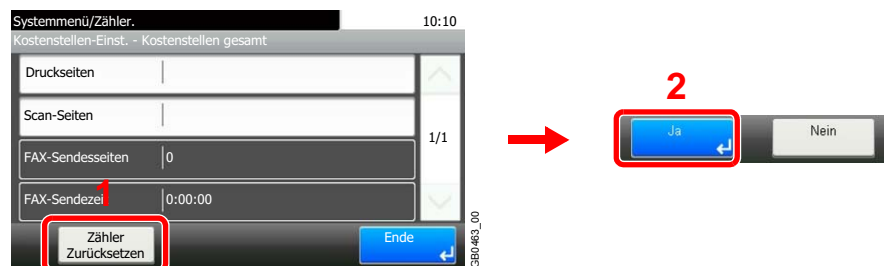 Systemmenü/Zähler. 10:10
Kostenstellen-Einst. - Kostenstellen gesamt
Druckseiten
Scan-Seiten
1/1
FAX-Sendesseiten 0
FAX-Sendezei 0:00:00
1
Zähler
Zurücksetzen
Ende
GB0463_00
2
Ja
Nein